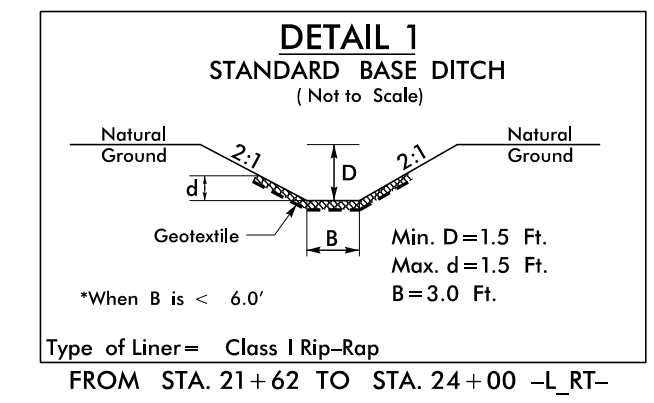 DETAIL 1
STANDARD BASE DITCH
( Not to Scale)
Natural
Ground
2:1
D
2:1
Natural
Ground
d
Geotextile
B
Min. D=1.5 Ft.
Max. d=1.5 Ft.
B=3.0 Ft.
*When B is < 6.0'
Type of Liner= Class I Rip-Rap
FROM STA. 21+62 TO STA. 24+00 -L_RT-